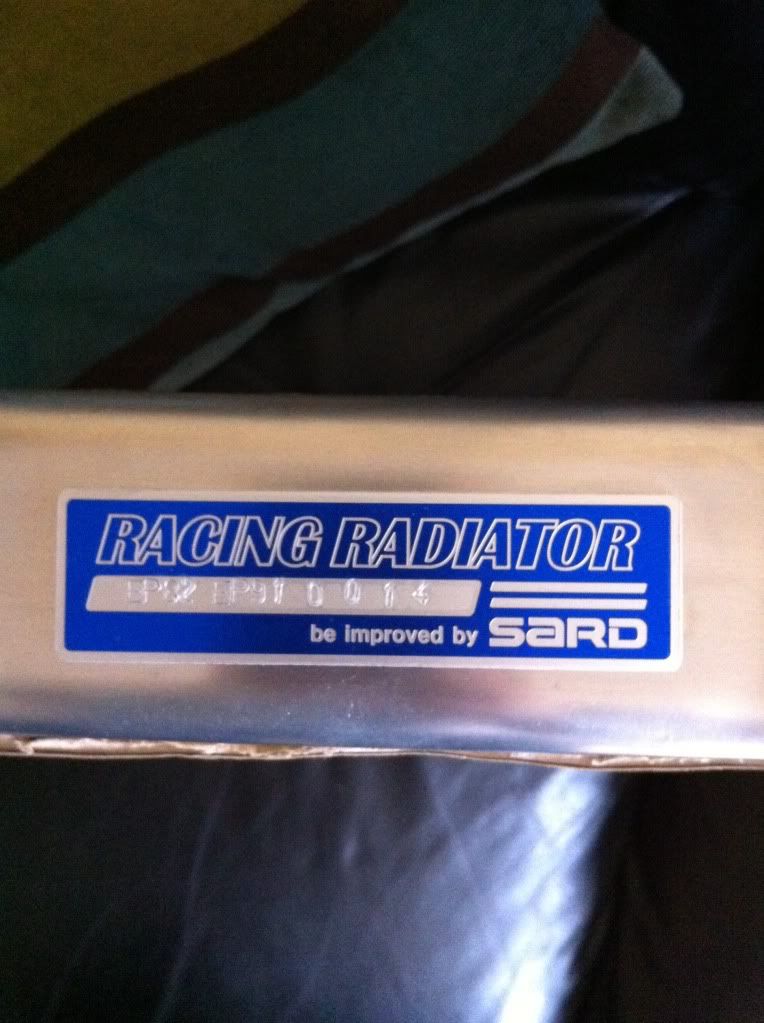 RACING RADIATOR
EP82 EP91 0014
be improved by SARD